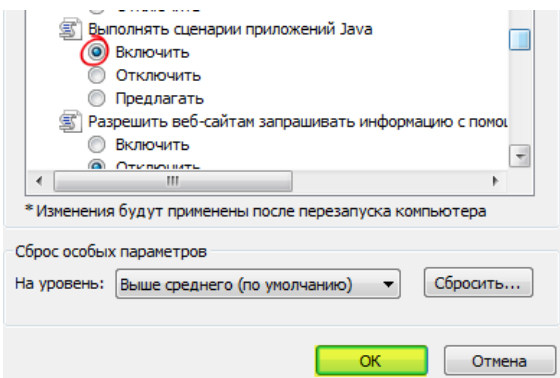 Выполнять сценарии приложений Java
Включить
Отключить
Предлагать
Разрешить веб-сайтам запрашивать информацию с
Включить
Отключить
* Изменения будут применены после перезапуска компьютера
Сброс особых параметров
На уровень: Выше среднего (по умолчанию) Сбросить...
OK Отмена